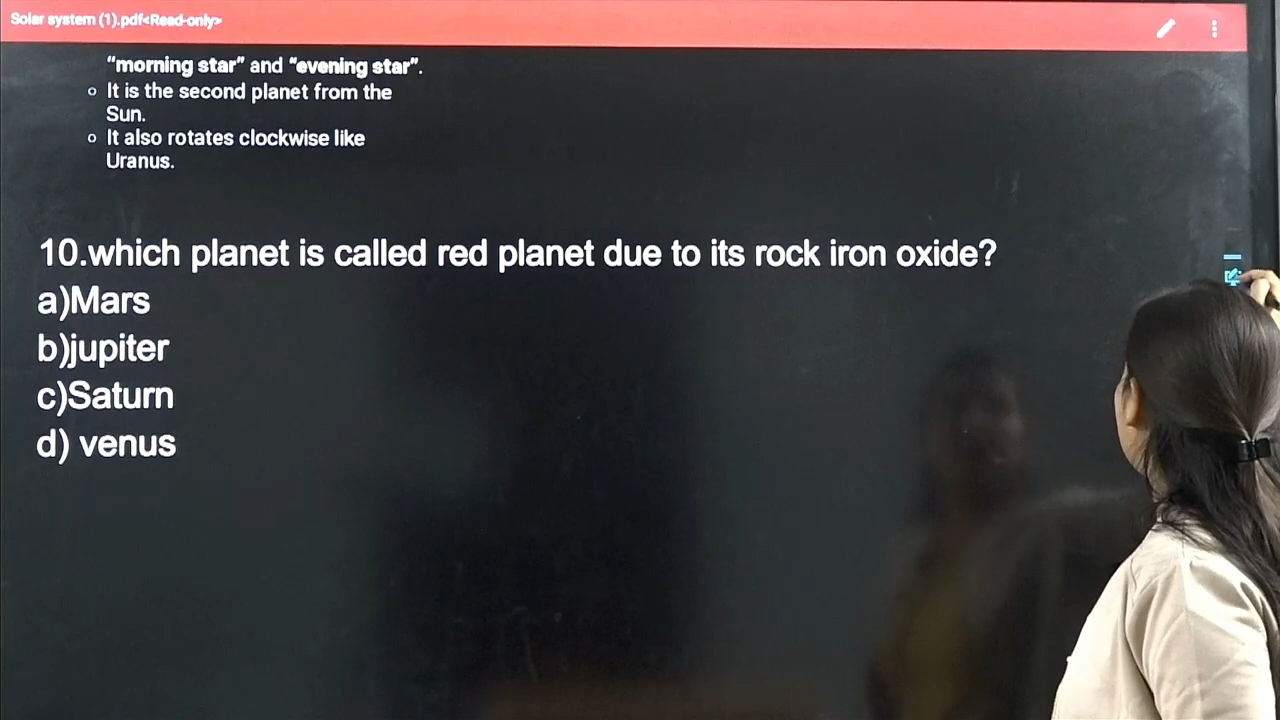 Solar system (1).pdf<Read-only>
“morning star” and “evening star”.
It is the second planet from the
Sun.
It also rotates clockwise like
Uranus.
10.which planet is called red planet due to its rock iron oxide?
a)Mars
b)jupiter
c)Saturn
d) venus